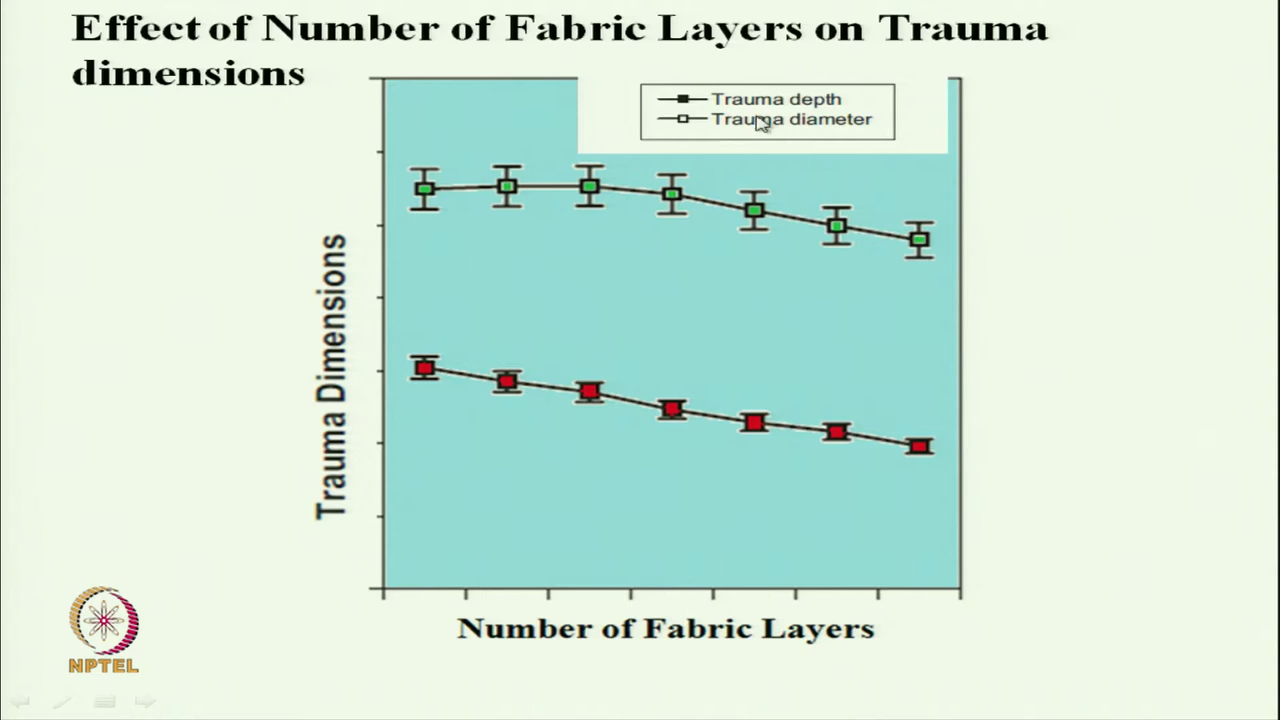 Effect of Number of Fabric Layers on Trauma
dimensions
Trauma depth
Trauma diameter
Trauma Dimensions
Number of Fabric Layers
NPTEL